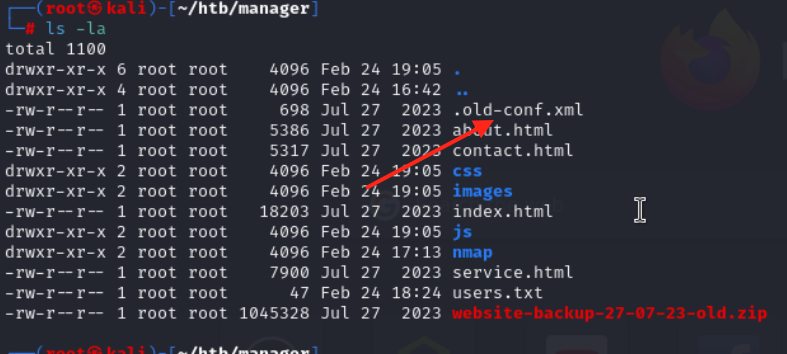 ┌──(root㉿kali)-[~/htb/manager]
└─# ls -la
total 1100
drwxr-xr-x 6 root root    4096 Feb 24 19:05 .
drwxr-xr-x 4 root root    4096 Feb 24 16:42 ..
-rw-r--r-- 1 root root     698 Jul 27  2023 .old-conf.xml
-rw-r--r-- 1 root root    5386 Jul 27  2023 about.html
-rw-r--r-- 1 root root    5317 Jul 27  2023 contact.html
drwxr-xr-x 2 root root    4096 Feb 24 19:05 css
drwxr-xr-x 2 root root    4096 Feb 24 19:05 images
-rw-r--r-- 1 root root   18203 Jul 27  2023 index.html
drwxr-xr-x 2 root root    4096 Feb 24 19:05 js
drwxr-xr-x 2 root root    4096 Feb 24 17:13 nmap
-rw-r--r-- 1 root root    7900 Jul 27  2023 service.html
-rw-r--r-- 1 root root      47 Feb 24 18:24 users.txt
-rw-r--r-- 1 root root 1045328 Jul 27  2023 website-backup-27-07-23-old.zip
┌──(root㉿kali)-[~/htb/manager]